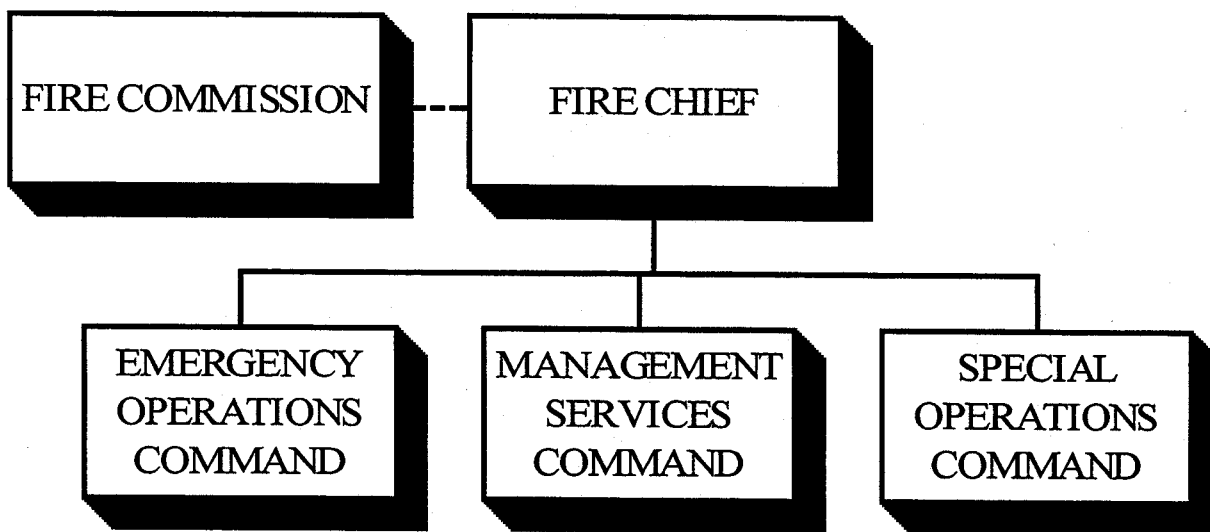 FIRE COMMISSION
FIRE CHIEF
EMERGENCY
OPERATIONS
COMMAND
MANAGEMENT
SERVICES
COMMAND
SPECIAL
OPERATIONS
COMMAND